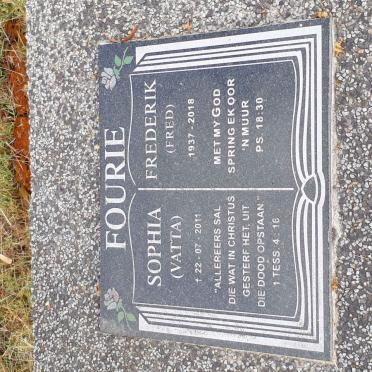 FOURIE
SOPHIA
(VATTA)
† 22 - 07 - 2011
"ALLEREERS SAL
DIE WAT IN CHRISTUS
GESTERF HET, UIT
DIE DOOD OPSTAAN."
1 TESS. 4 : 16
FREDERIK
(FRED)
1937 - 2018
MET MY GOD
SPRING EK OOR
'N MUUR
PS. 18:30